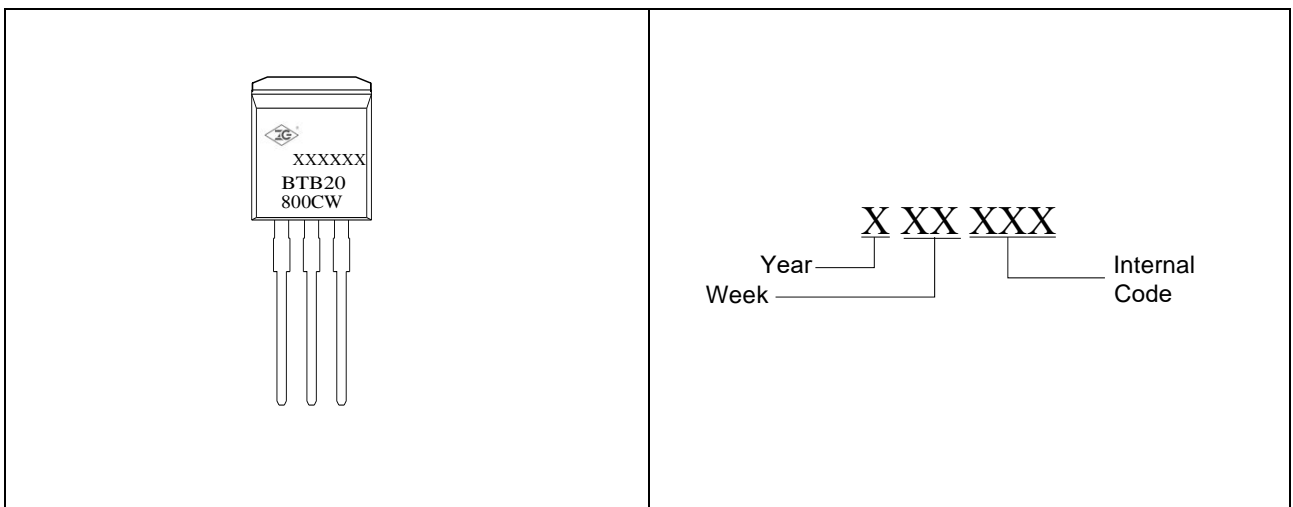 XXXXXX
BTB20
800CW
X XX XXX
Year
Week
Internal
Code